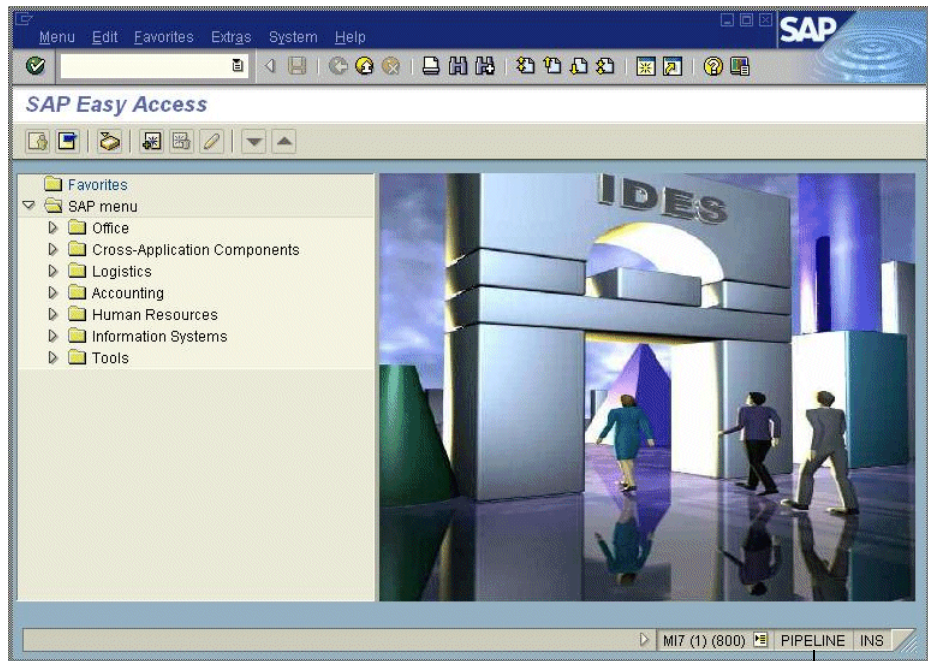 Menu Edit Favorites Extras System Help
SAP
SAP Easy Access
Favorites
SAP menu
Office
Cross-Application Components
Logistics
Accounting
Human Resources
Information Systems
Tools
IDES
MI7 (1) (800) PIPELINE INS